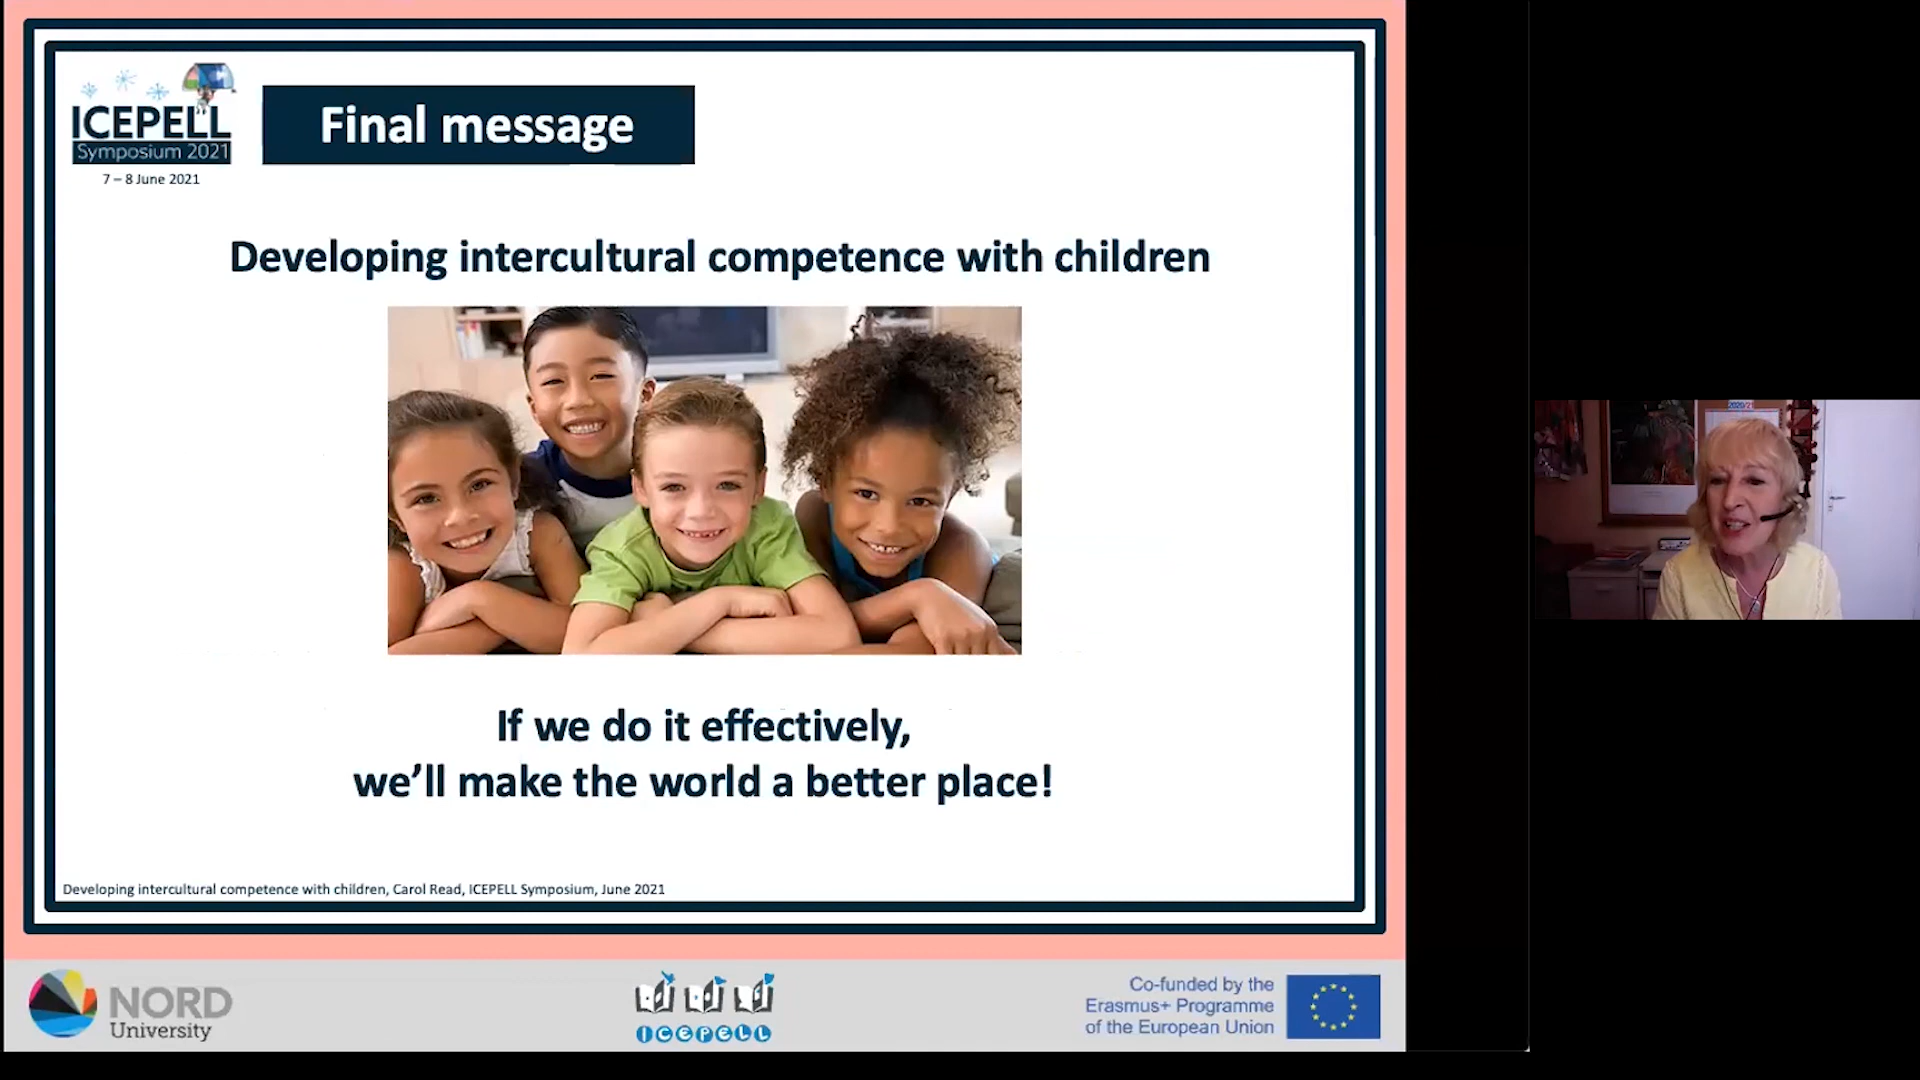 ICEPELL
Symposium 2021
7 – 8 June 2021
Final message
Developing intercultural competence with children
If we do it effectively,
we’ll make the world a better place!
Developing intercultural competence with children, Carol Read, ICEPELL Symposium, June 2021
NORD
University
ICEPELL
Co-funded by the
Erasmus+ Programme
of the European Union
2020/21